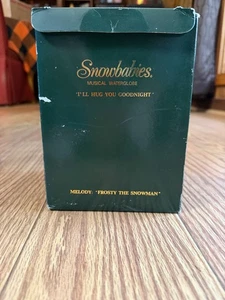 Snowbabies.
MUSICAL WATERGLOBE
"I'LL HUG YOU GOODNIGHT"
MELODY: "FROSTY THE SNOWMAN"